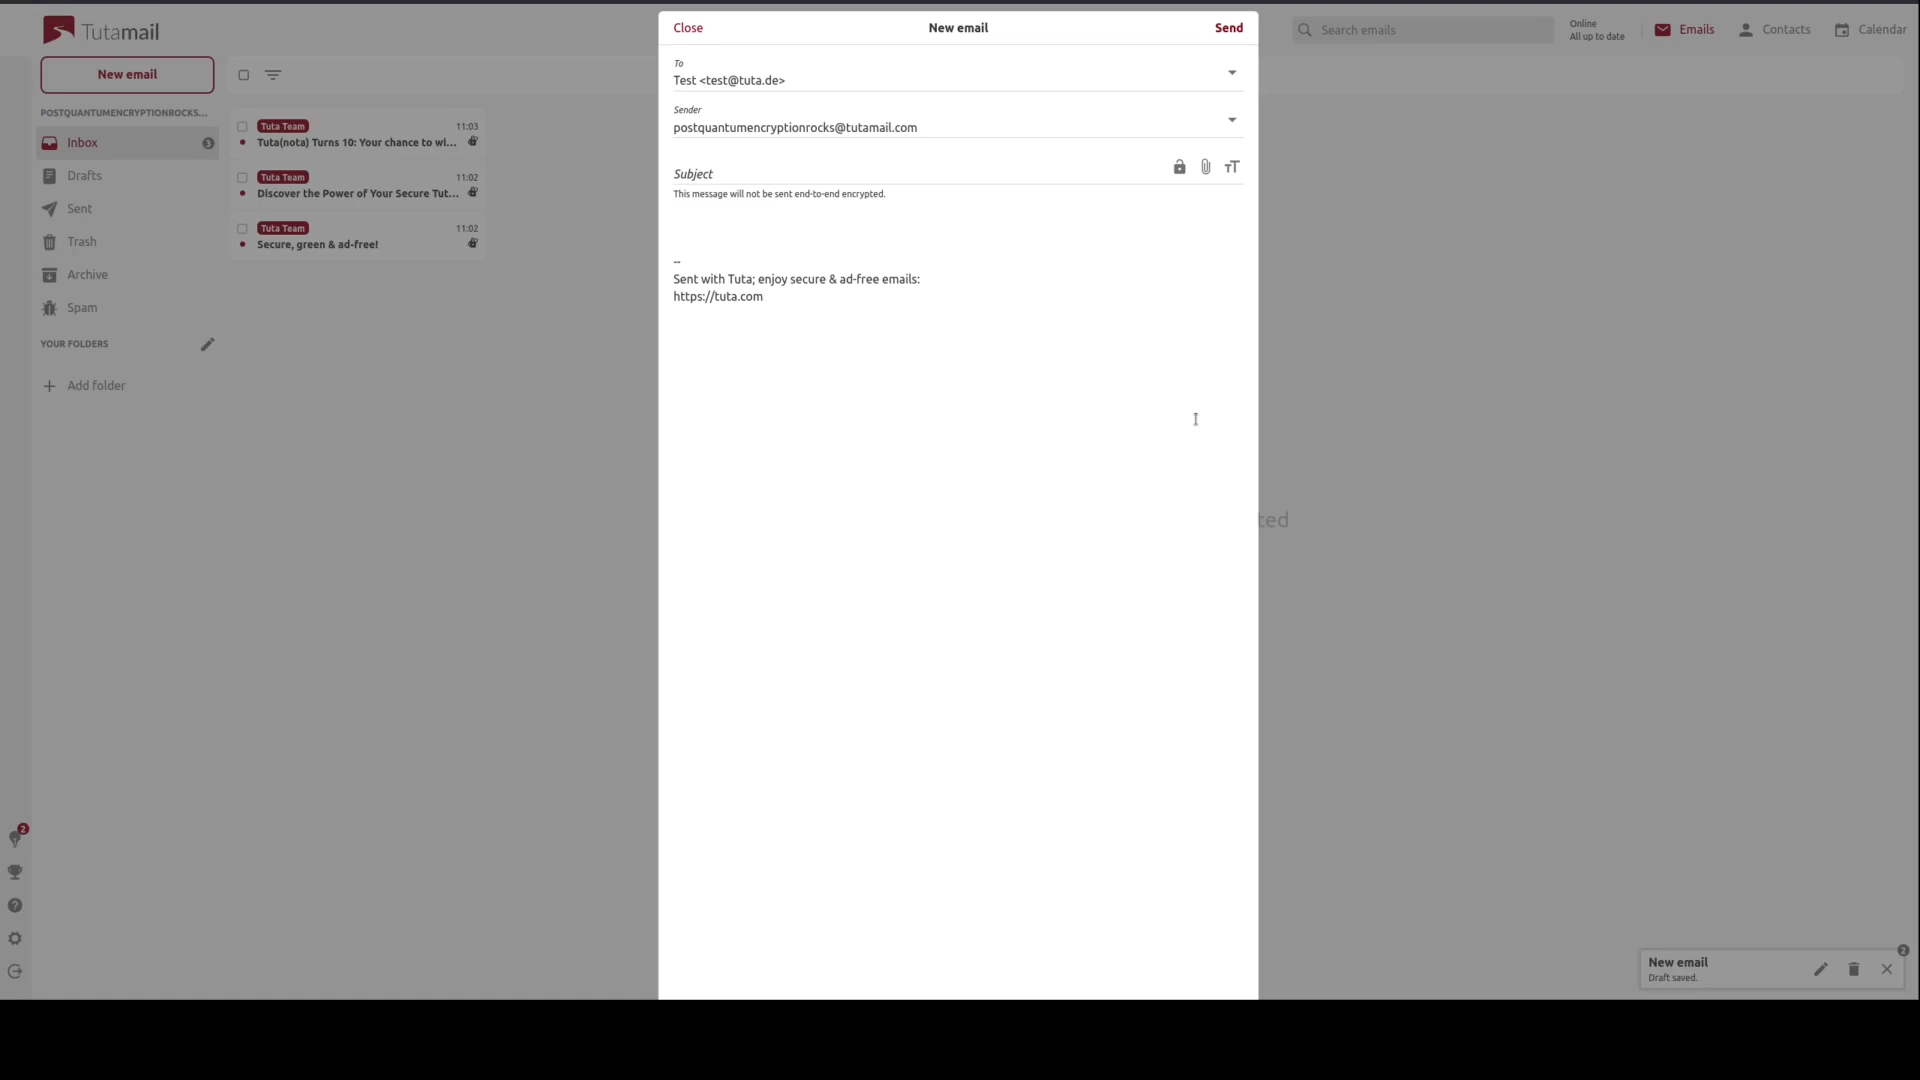 Tutamail
New email
POSTQUANTUMENCRYPTIONROCKS...
Inbox 3
Drafts
Sent
Trash
Archive
Spam
YOUR FOLDERS
Add folder
2
Tuta Team 11:03
Tuta(nota) Turns 10: Your chance to wi...
Tuta Team 11:02
Discover the Power of Your Secure Tut...
Tuta Team 11:02
Secure, green & ad-free!
Close New email Send
To
Test <test@tuta.de>
Sender
postquantumencryptionrocks@tutamail.com
Subject
This message will not be sent end-to-end encrypted.
--
Sent with Tuta; enjoy secure & ad-free emails:
https://tuta.com
Search emails
Online
All up to date
Emails
Contacts
Calendar
ted
2
New email
Draft saved.